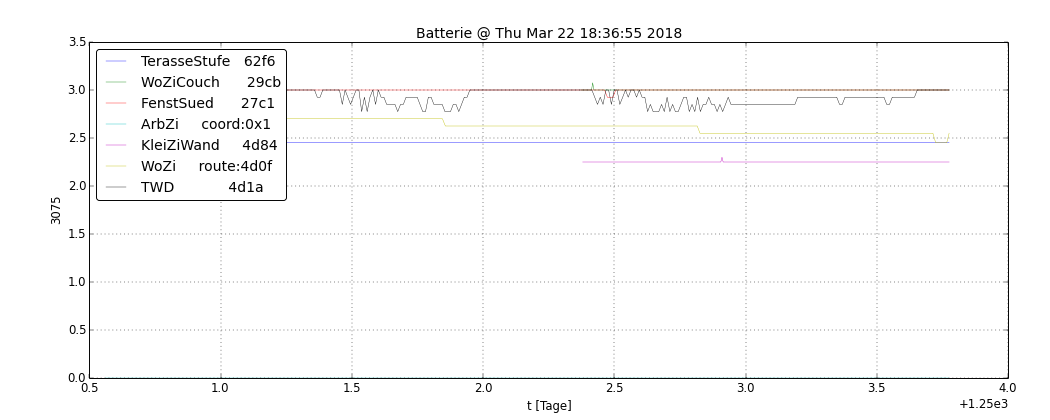 Batterie @ Thu Mar 22 18:36:55 2018
3.5
3.0
2.5
2.0
1.5
1.0
0.5
0.0
3075
TerasseStufe 62f6
WoZiCouch 29cb
FenstSued 27c1
ArbZi coord:0x1
KleiZiWand 4d84
WoZi route:4d0f
TWD 4d1a
0.5 1.0 1.5 2.0 2.5 3.0 3.5 4.0
t [Tage]
+1.25e3